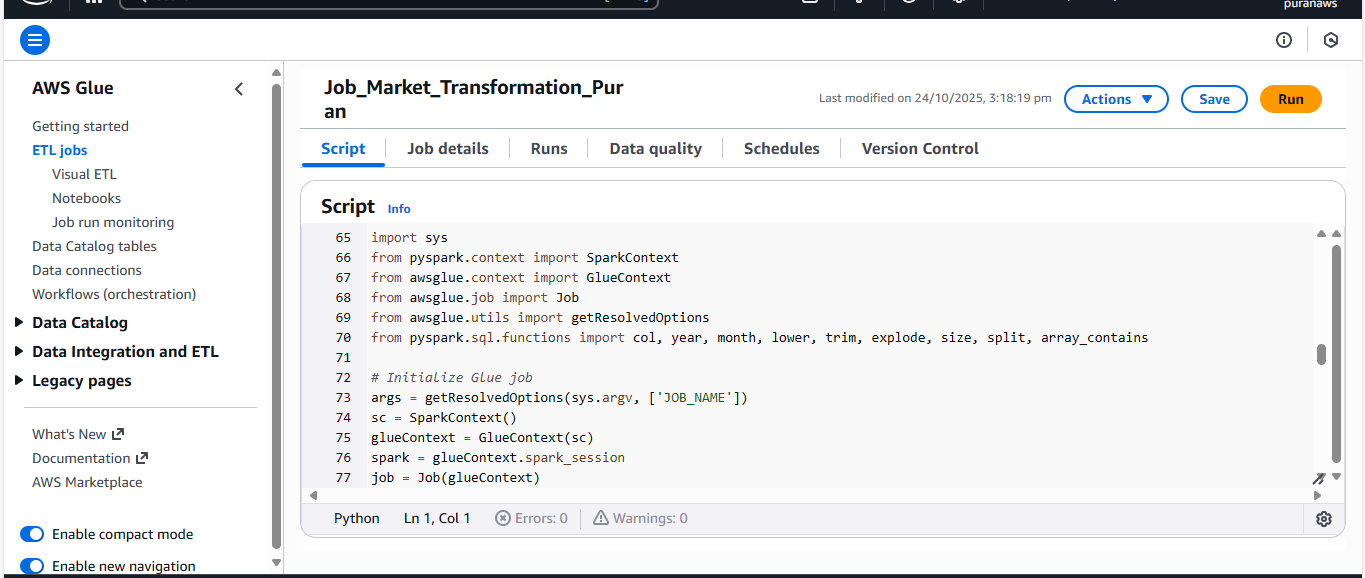 puranaws
AWS Glue
Getting started
ETL jobs
Visual ETL
Notebooks
Job run monitoring
Data Catalog tables
Data connections
Workflows (orchestration)
Data Catalog
Data Integration and ETL
Legacy pages
What's New
Documentation
AWS Marketplace
Enable compact mode
Enable new navigation
Job_Market_Transformation_Pur
an
Last modified on 24/10/2025, 3:18:19 pm
Actions
Save
Run
Script
Job details
Runs
Data quality
Schedules
Version Control
Script Info
65 import sys
66 from pyspark.context import SparkContext
67 from awsglue.context import GlueContext
68 from awsglue.job import Job
69 from awsglue.utils import getResolvedOptions
70 from pyspark.sql.functions import col, year, month, lower, trim, explode, size, split, array_contains
71
72 # Initialize Glue job
73 args = getResolvedOptions(sys.argv, ['JOB_NAME'])
74 sc = SparkContext()
75 glueContext = GlueContext(sc)
76 spark = glueContext.spark_session
77 job = Job(glueContext)
Python Ln 1, Col 1 Errors: 0 Warnings: 0